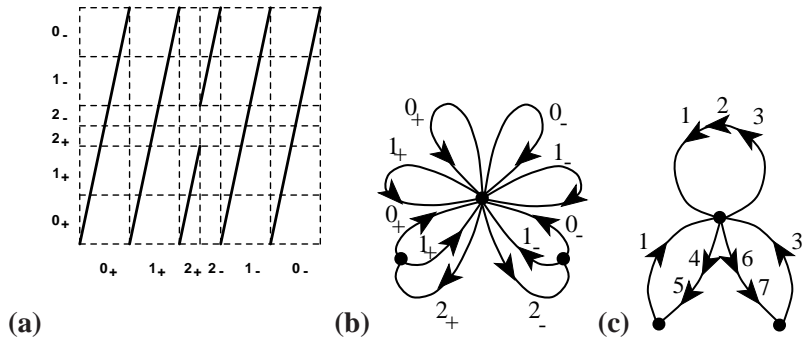 0-
1-
2-
2+
1+
0+
0+ 1+ 2+ 2- 1- 0-
(a)
0+ 0-
1+ 1-
0+ 0-
1+ 1-
2+ 2-
(b)
1 2 3
1 4 6 3
5 7
(c)